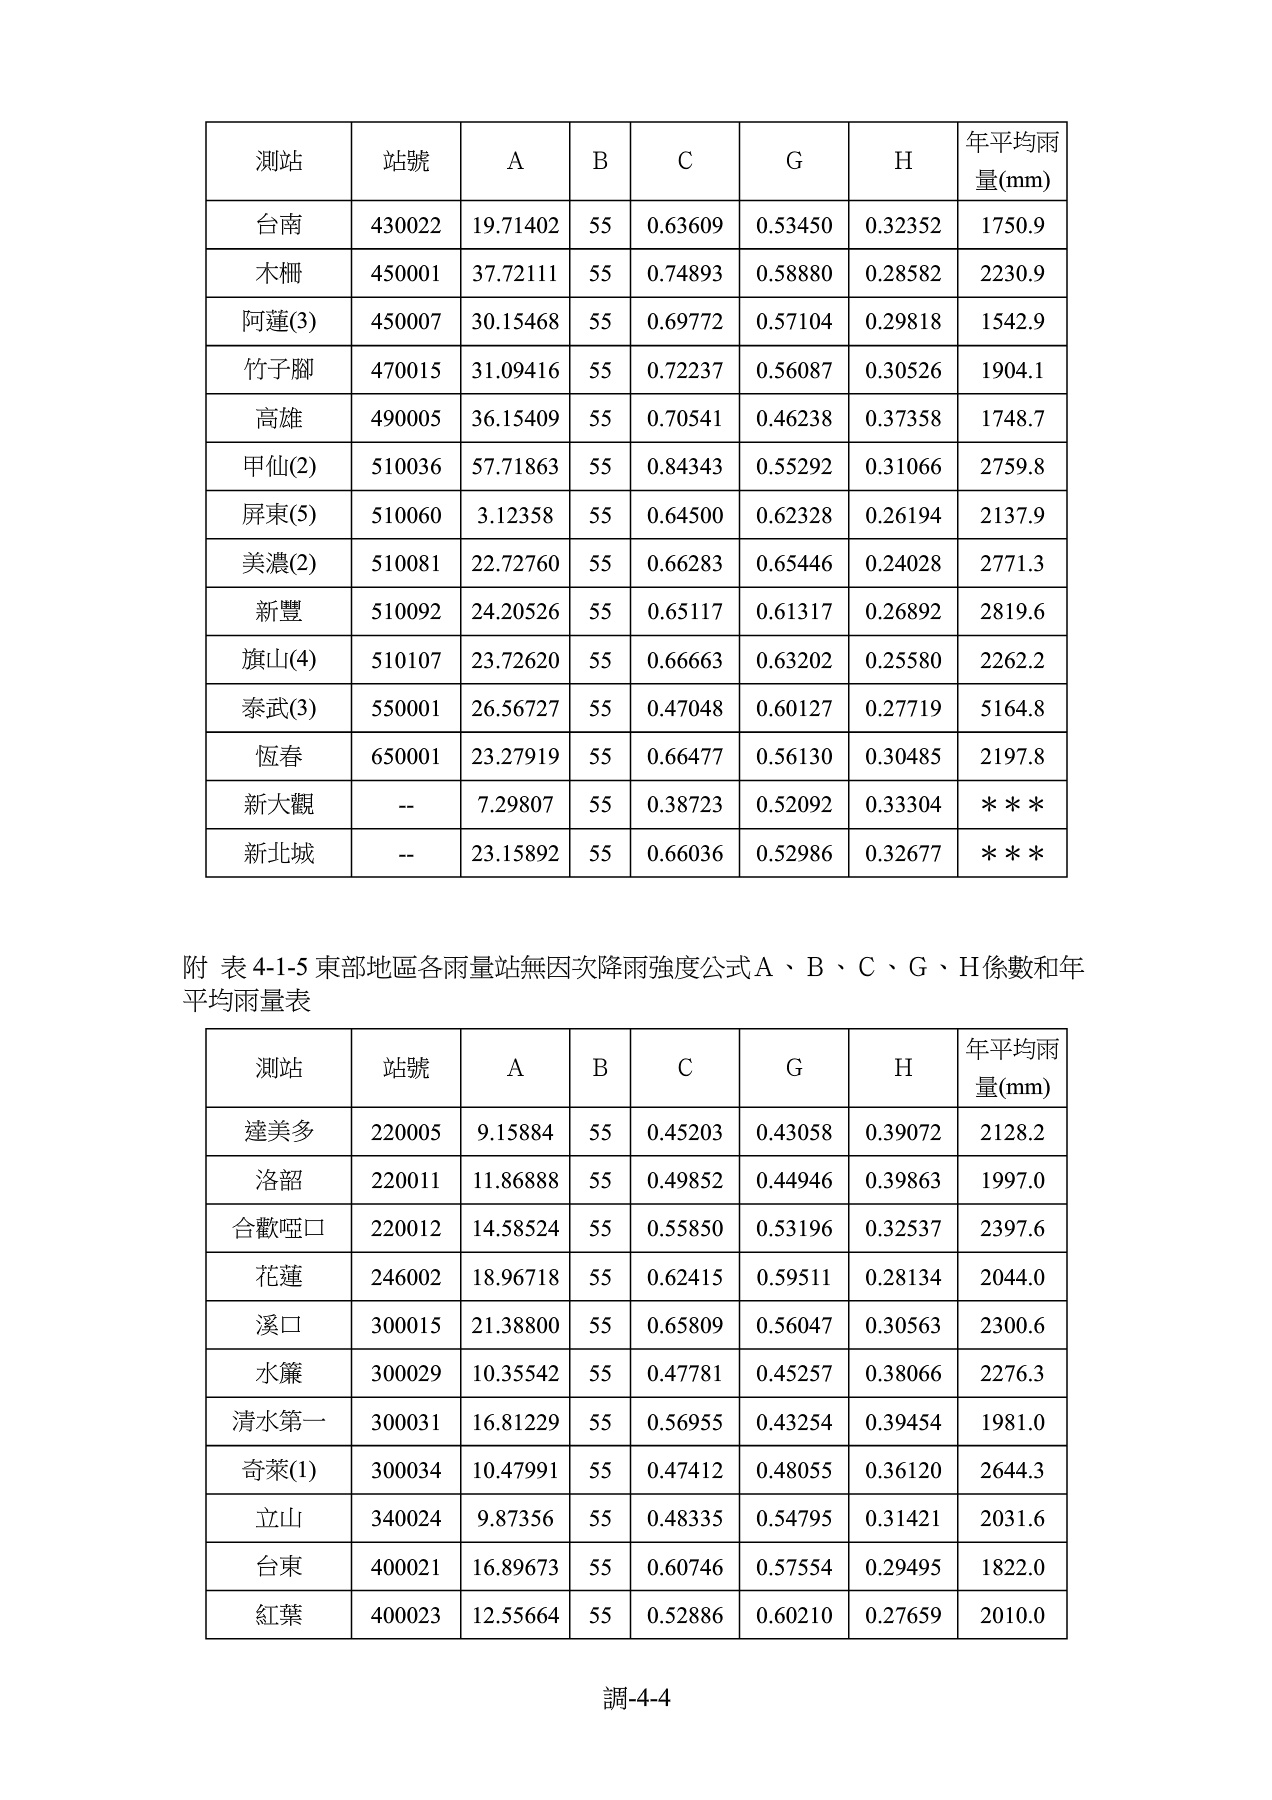 測站 站號 Ａ Ｂ Ｃ Ｇ Ｈ 年平均雨量(mm)
台南 430022 19.71402 55 0.63609 0.53450 0.32352 1750.9
木柵 450001 37.72111 55 0.74893 0.58880 0.28582 2230.9
阿蓮(3) 450007 30.15468 55 0.69772 0.57104 0.29818 1542.9
竹子腳 470015 31.09416 55 0.72237 0.56087 0.30526 1904.1
高雄 490005 36.15409 55 0.70541 0.46238 0.37358 1748.7
甲仙(2) 510036 57.71863 55 0.84343 0.55292 0.31066 2759.8
屏東(5) 510060 3.12358 55 0.64500 0.62328 0.26194 2137.9
美濃(2) 510081 22.72760 55 0.66283 0.65446 0.24028 2771.3
新豐 510092 24.20526 55 0.65117 0.61317 0.26892 2819.6
旗山(4) 510107 23.72620 55 0.66663 0.63202 0.25580 2262.2
泰武(3) 550001 26.56727 55 0.47048 0.60127 0.27719 5164.8
恆春 650001 23.27919 55 0.66477 0.56130 0.30485 2197.8
新大觀 -- 7.29807 55 0.38723 0.52092 0.33304 ＊＊＊
新北城 -- 23.15892 55 0.66036 0.52986 0.32677 ＊＊＊
附 表 4-1-5 東部地區各雨量站無因次降雨強度公式Ａ、Ｂ、Ｃ、Ｇ、Ｈ係數和年
平均雨量表
測站 站號 Ａ Ｂ Ｃ Ｇ Ｈ 年平均雨量(mm)
達美多 220005 9.15884 55 0.45203 0.43058 0.39072 2128.2
洛韶 220011 11.86888 55 0.49852 0.44946 0.39863 1997.0
合歡啞口 220012 14.58524 55 0.55850 0.53196 0.32537 2397.6
花蓮 246002 18.96718 55 0.62415 0.59511 0.28134 2044.0
溪口 300015 21.38800 55 0.65809 0.56047 0.30563 2300.6
水簾 300029 10.35542 55 0.47781 0.45257 0.38066 2276.3
清水第一 300031 16.81229 55 0.56955 0.43254 0.39454 1981.0
奇萊(1) 300034 10.47991 55 0.47412 0.48055 0.36120 2644.3
立山 340024 9.87356 55 0.48335 0.54795 0.31421 2031.6
台東 400021 16.89673 55 0.60746 0.57554 0.29495 1822.0
紅葉 400023 12.55664 55 0.52886 0.60210 0.27659 2010.0
調-4-4